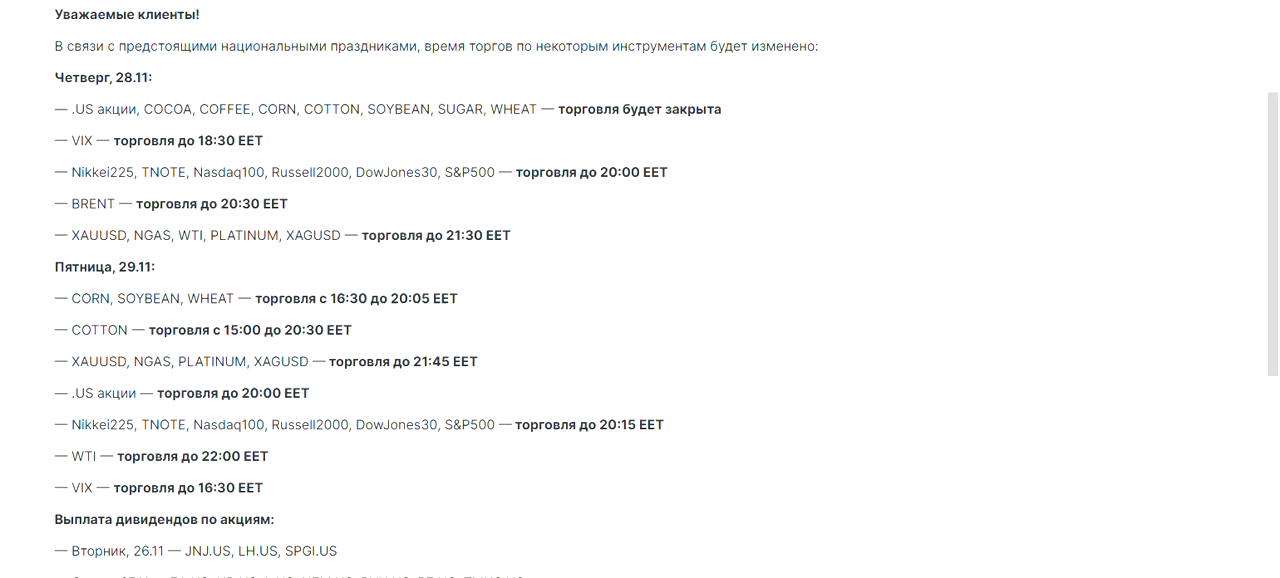 Уважаемые клиенты!
В связи с предстоящими национальными праздниками, время торгов по некоторым инструментам будет изменено:
Четверг, 28.11:
— .US акции, COCOA, COFFEE, CORN, COTTON, SOYBEAN, SUGAR, WHEAT — торговля будет закрыта
— VIX — торговля до 18:30 EET
— Nikkei225, TNOTE, Nasdaq100, Russell2000, DowJones30, S&P500 — торговля до 20:00 EET
— BRENT — торговля до 20:30 EET
— XAUUSD, NGAS, WTI, PLATINUM, XAGUSD — торговля до 21:30 EET
Пятница, 29.11:
— CORN, SOYBEAN, WHEAT — торговля с 16:30 до 20:05 EET
— COTTON — торговля с 15:00 до 20:30 EET
— XAUUSD, NGAS, PLATINUM, XAGUSD — торговля до 21:45 EET
— .US акции — торговля до 20:00 EET
— Nikkei225, TNOTE, Nasdaq100, Russell2000, DowJones30, S&P500 — торговля до 20:15 EET
— WTI — торговля до 22:00 EET
— VIX — торговля до 16:30 EET
Выплата дивидендов по акциям:
— Вторник, 26.11 — JNJ.US, LH.US, SPGI.US